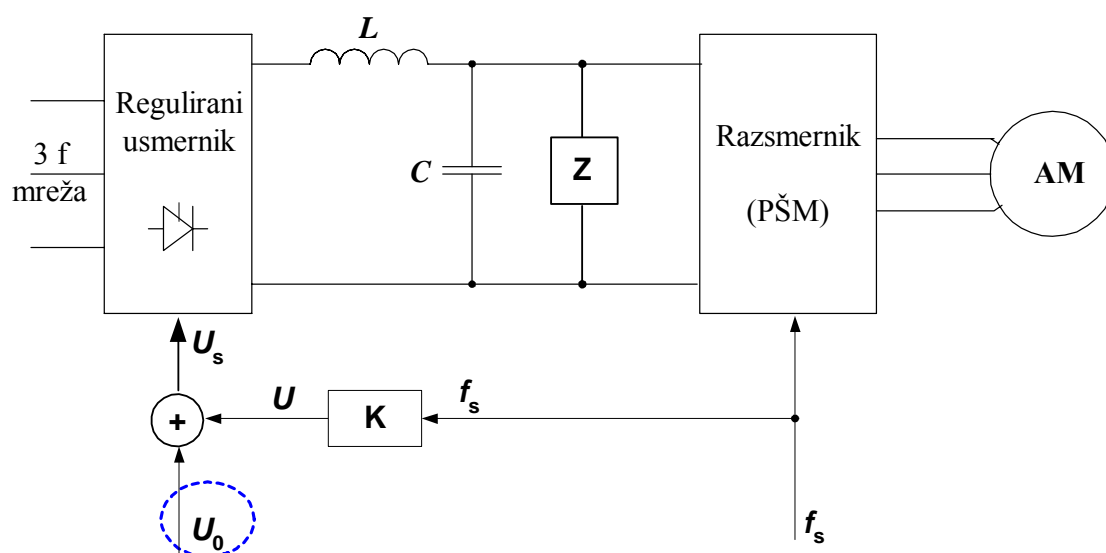 L
Regulirani
usmernik
3 f
mreža
C
Z
Razsmernik
(PŠM)
AM
Us
U
K
fs
+
U0
fs